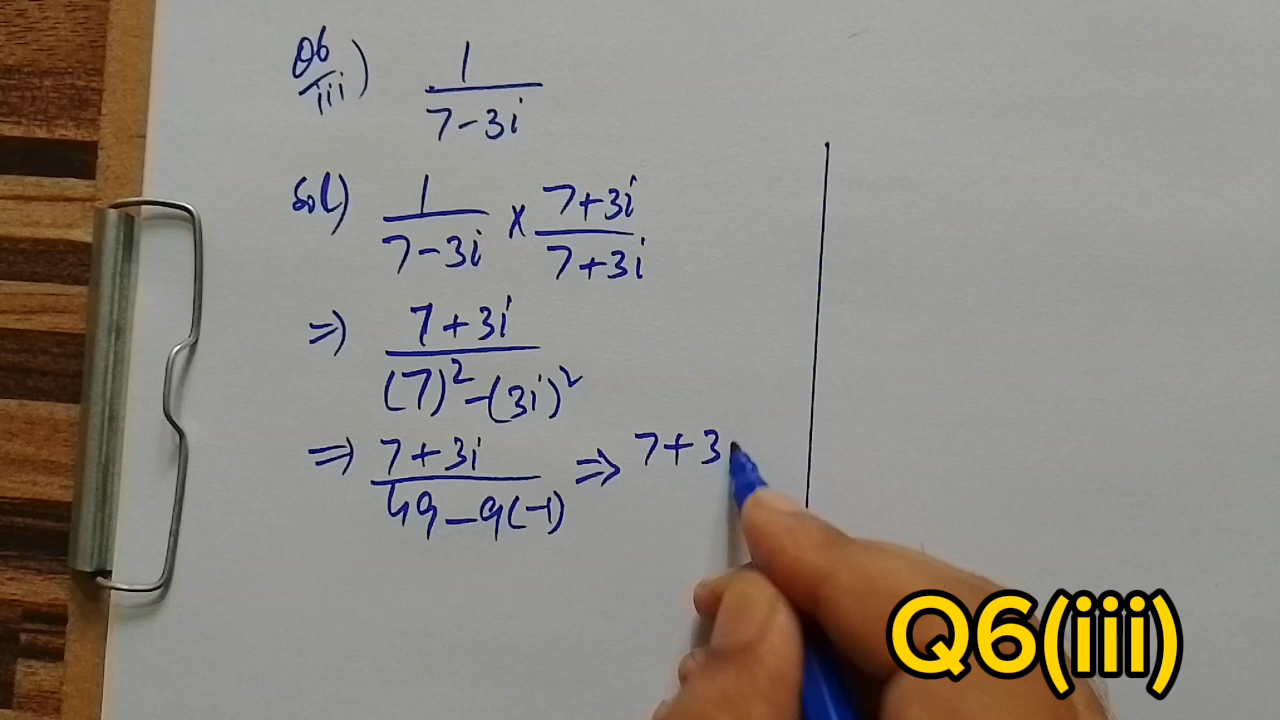 Q6/iii) 1/(7-3i)
Sol) 1/(7-3i) × (7+3i)/(7+3i)
=) (7+3i)/((7)²-(3i)²)
=> (7+3i)/(49-9(-1)) => 7+3
Q6(iii)